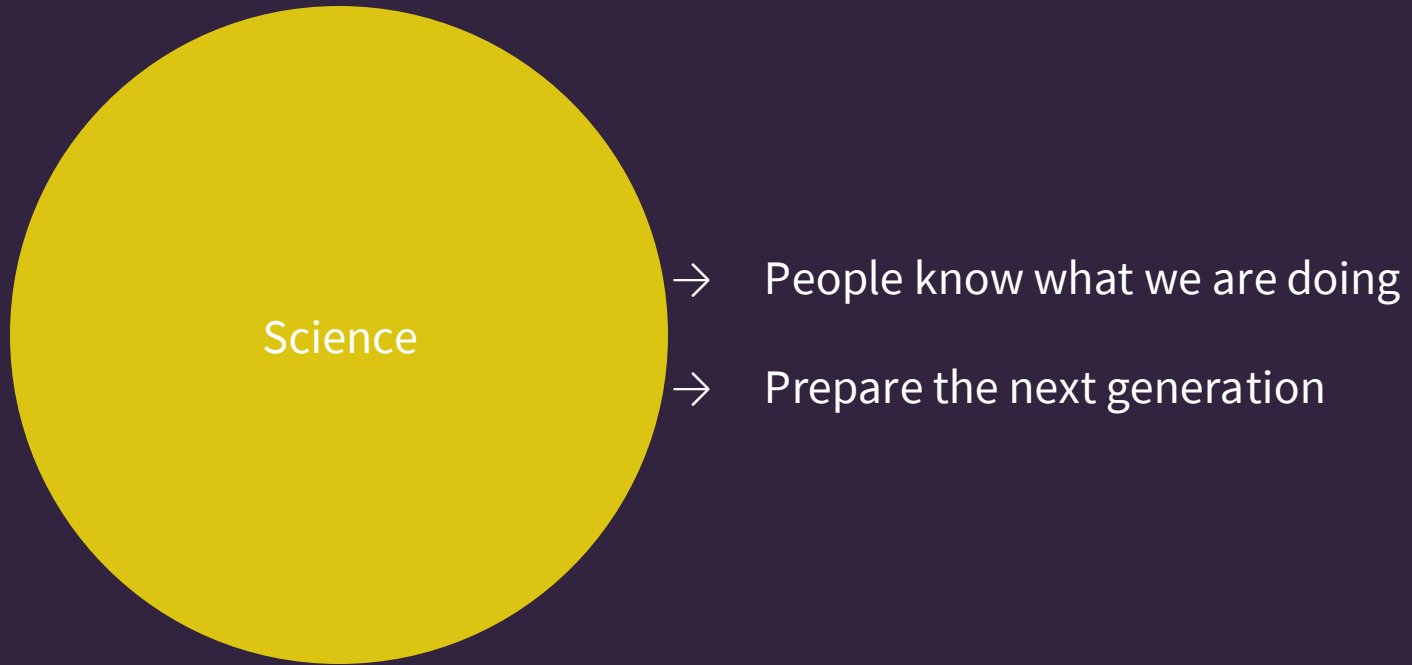 Science
→ People know what we are doing
→ Prepare the next generation